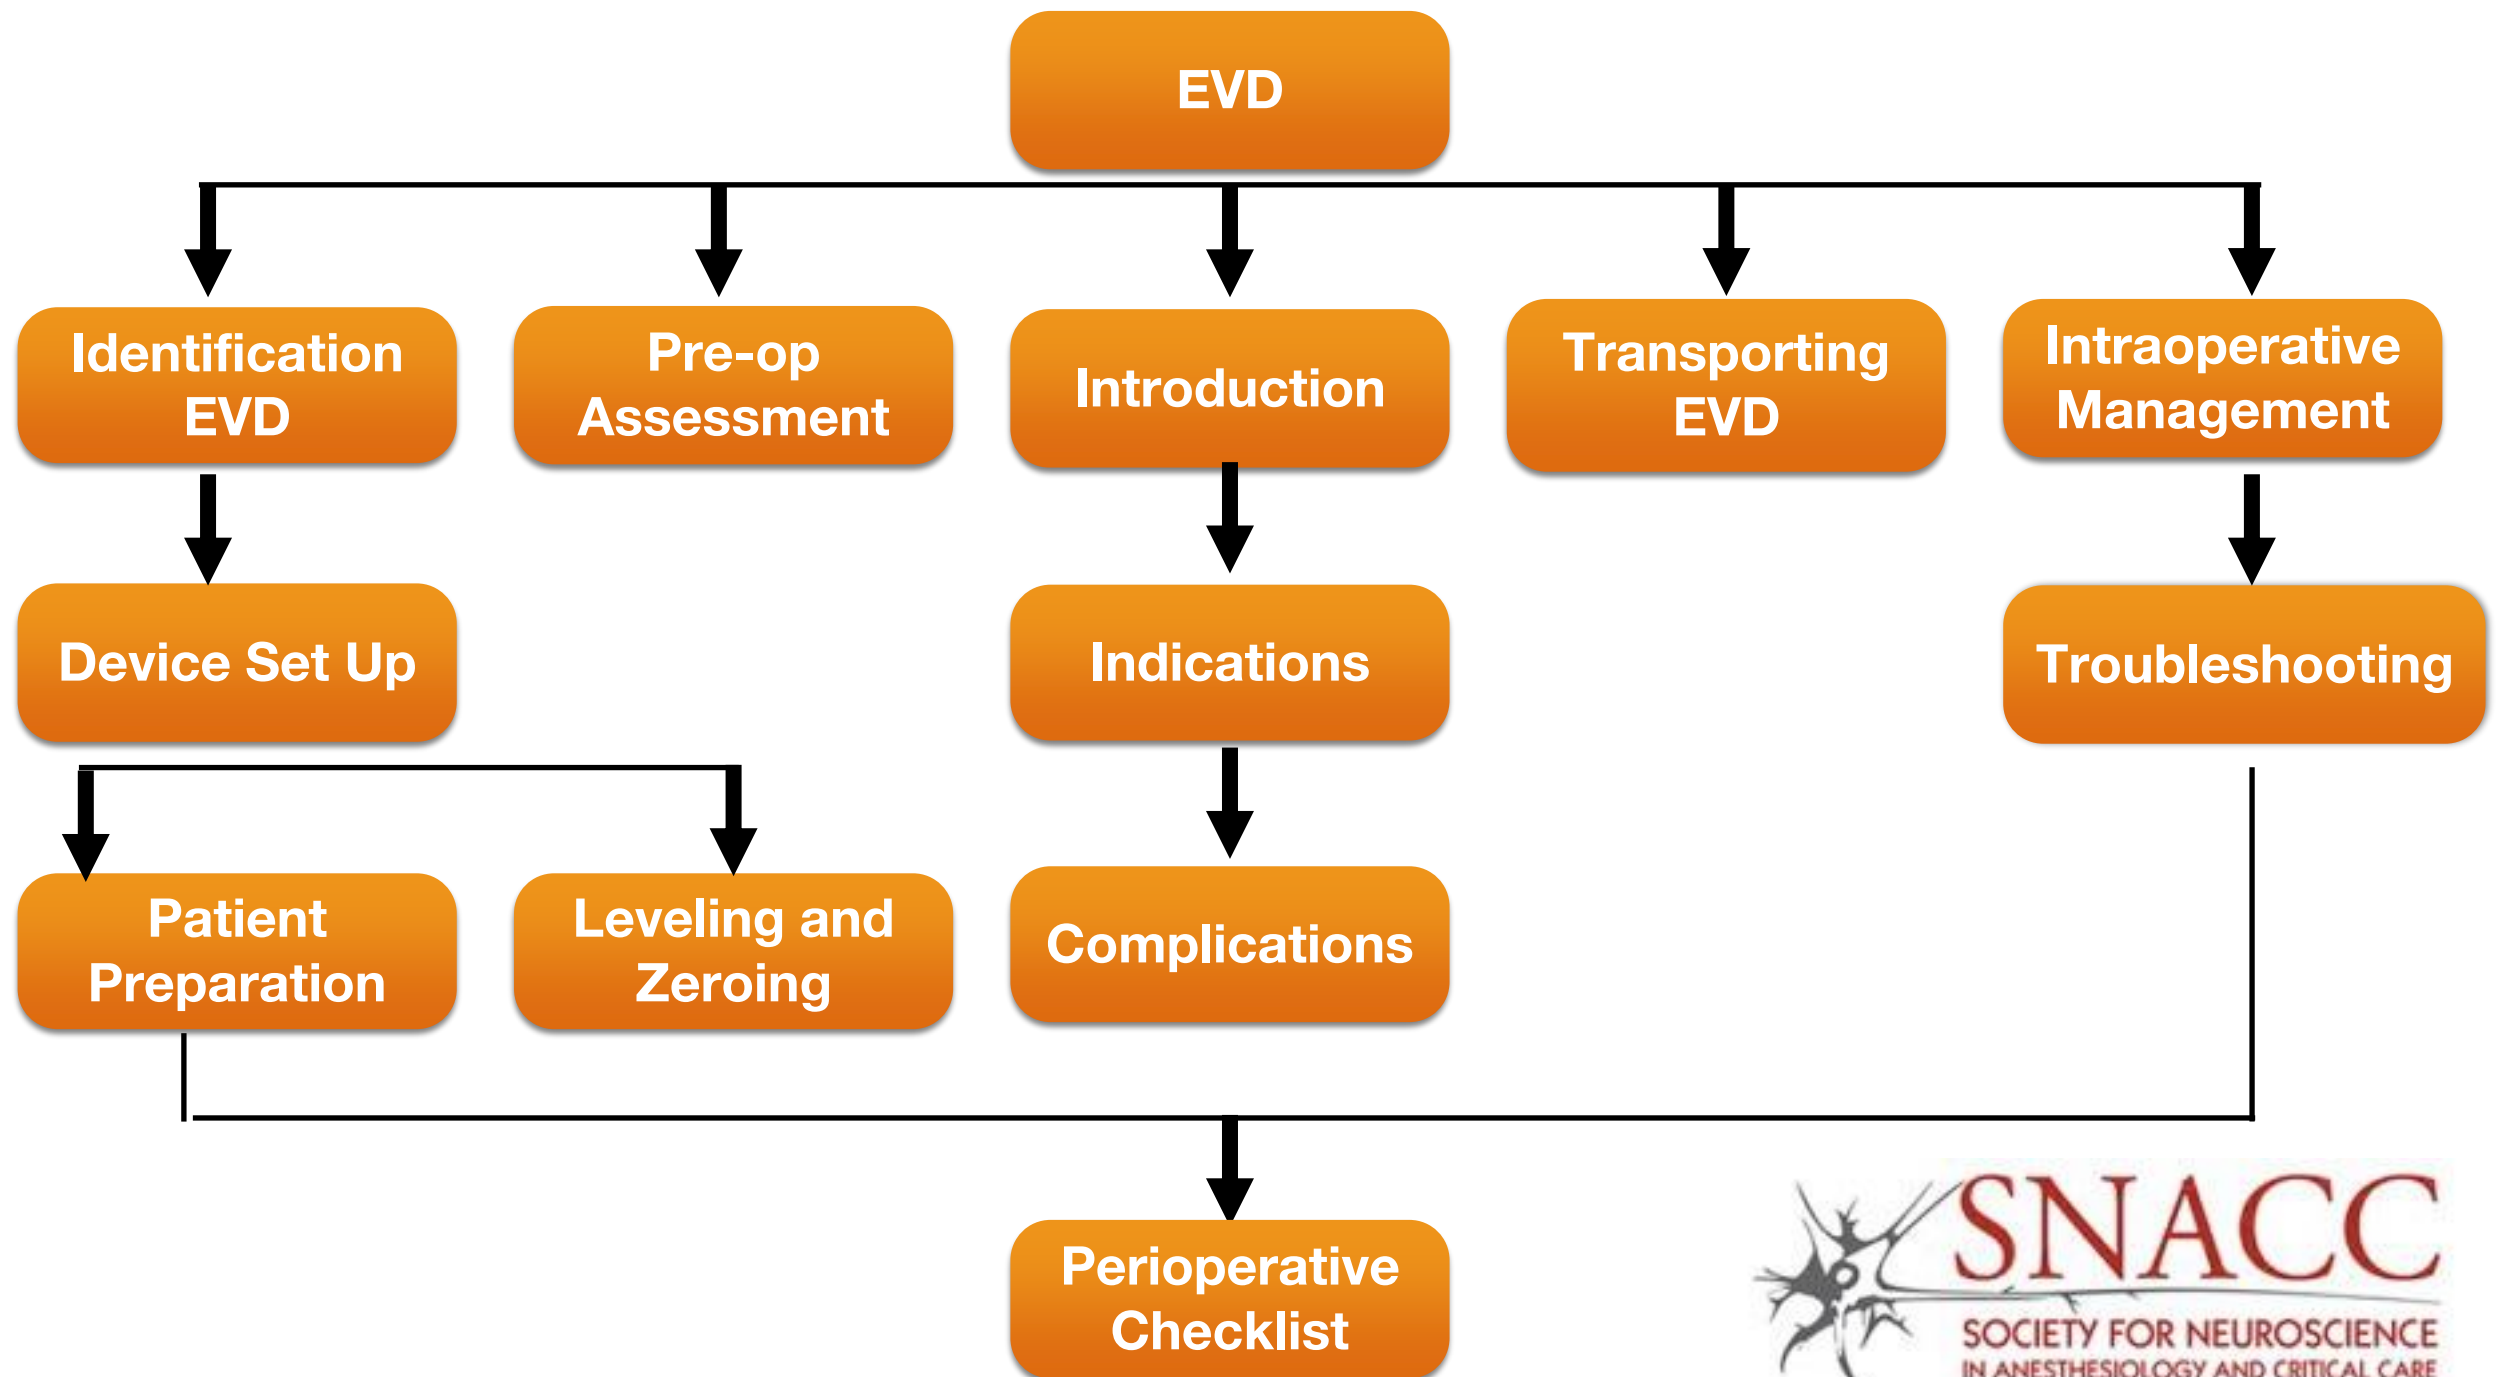 EVD
Identification
EVD
Pre-op
Assessment
Introduction
Transporting
EVD
Intraoperative
Management
Device Set Up
Indications
Troubleshooting
Patient
Preparation
Leveling and
Zeroing
Complications
Perioperative
Checklist
SNACC
SOCIETY FOR NEUROSCIENCE
IN ANESTHESIOLOGY AND CRITICAL CARE